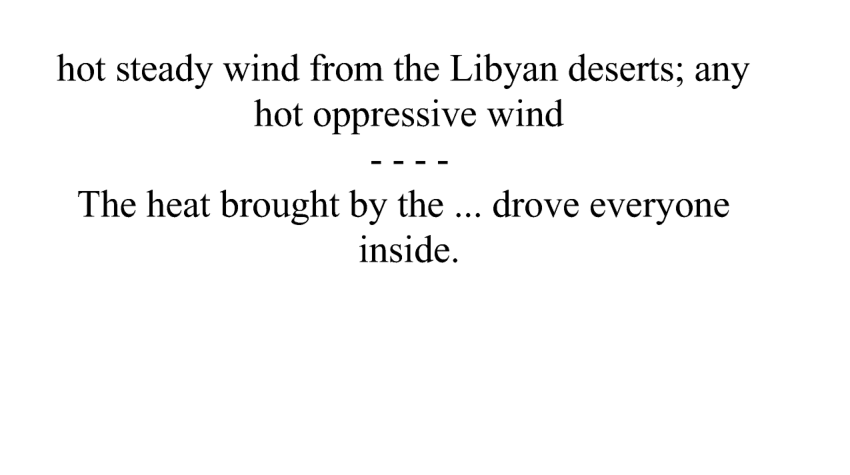 hot steady wind from the Libyan deserts; any
hot oppressive wind
- - - -
The heat brought by the ... drove everyone
inside.